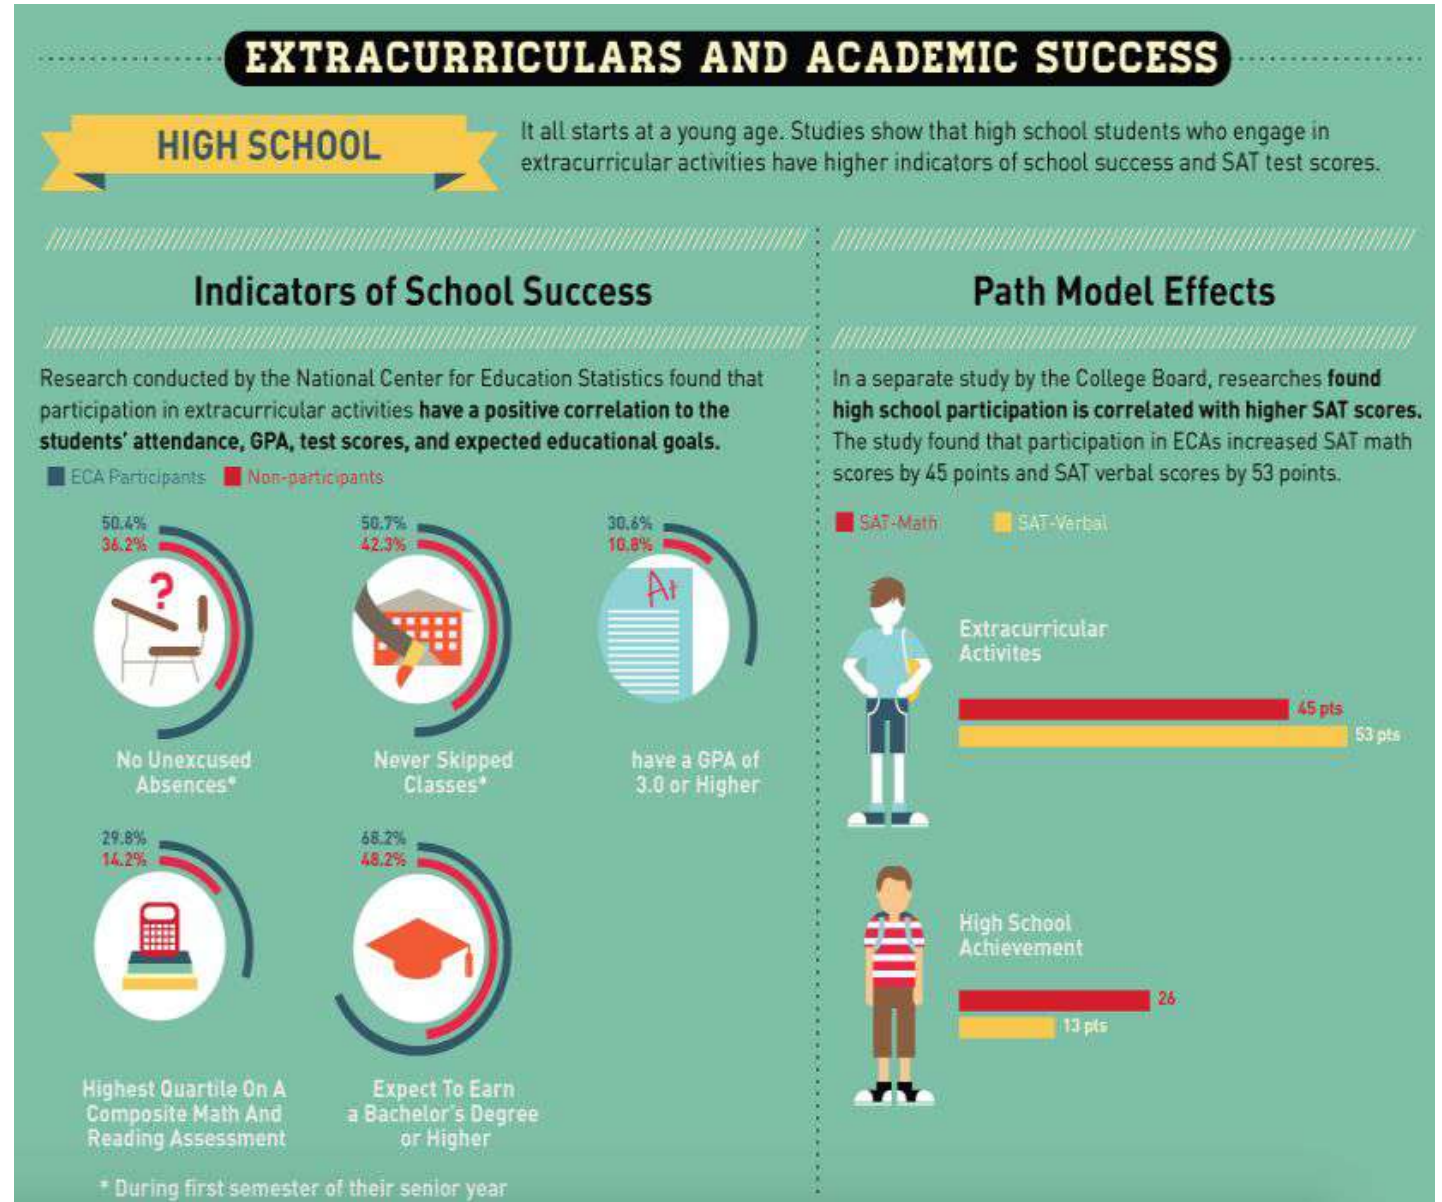 EXTRACURRICULARS AND ACADEMIC SUCCESS
HIGH SCHOOL
It all starts at a young age. Studies show that high school students who engage in
extracurricular activities have higher indicators of school success and SAT test scores.
Indicators of School Success
Research conducted by the National Center for Education Statistics found that
participation in extracurricular activities have a positive correlation to the
students' attendance, GPA, test scores, and expected educational goals.
ECA Participants
Non-participants
50.4%
36.2%
?
No Unexcused
Absences*
50.7%
42.3%
Never Skipped
Classes*
30.6%
10.8%
A+
have a GPA of
3.0 or Higher
29.8%
14.2%
Highest Quartile On A
Composite Math And
Reading Assessment
68.2%
48.2%
Expect To Earn
a Bachelor's Degree
or Higher
* During first semester of their senior year
Path Model Effects
In a separate study by the College Board, researches found
high school participation is correlated with higher SAT scores.
The study found that participation in ECAs increased SAT math
scores by 45 points and SAT verbal scores by 53 points.
SAT-Math
SAT-Verbal
Extracurricular
Activites
45 pts
53 pts
High School
Achievement
26
13 pts